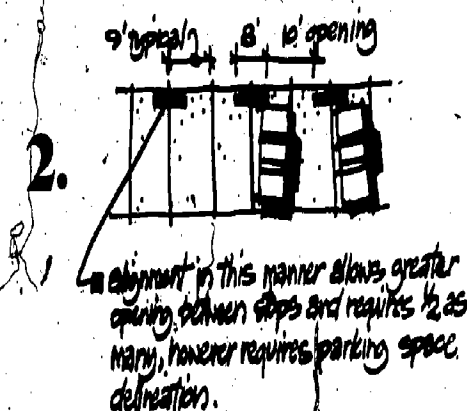 9' typical 8' 10' opening
2.
alignment in this manner allows greater
opening between stops and requires 1/2 as
many, however requires parking space
delineation.